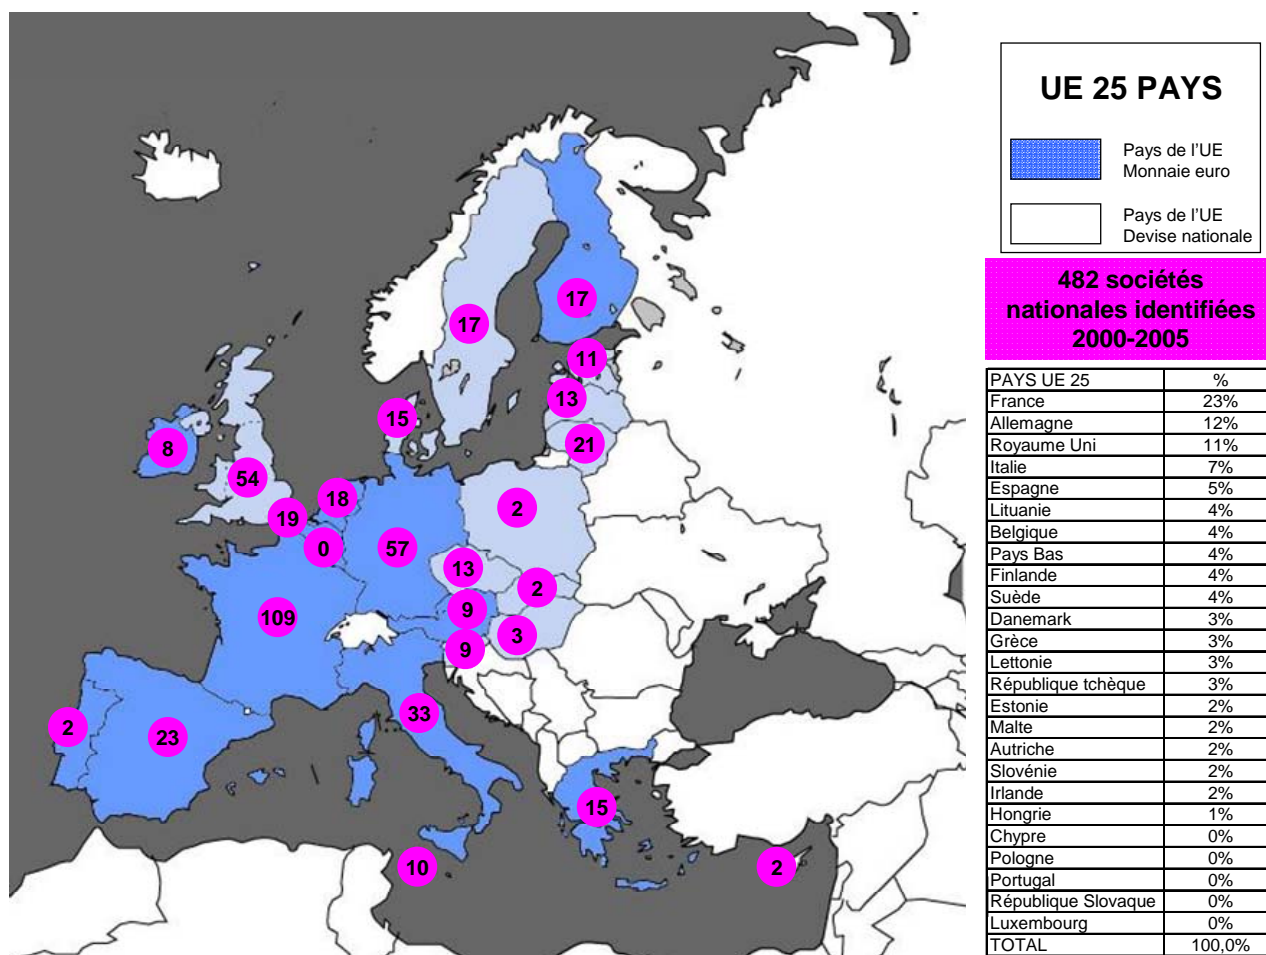 UE 25 PAYS
Pays de l'UE
Monnaie euro
Pays de l'UE
Devise nationale
482 sociétés
nationales identifiées
2000-2005
PAYS UE 25 %
France 23%
Allemagne 12%
Royaume Uni 11%
Italie 7%
Espagne 5%
Lituanie 4%
Belgique 4%
Pays Bas 4%
Finlande 4%
Suède 4%
Danemark 3%
Grèce 3%
Lettonie 3%
République tchèque 3%
Estonie 2%
Malte 2%
Autriche 2%
Slovénie 2%
Irlande 2%
Hongrie 1%
Chypre 0%
Pologne 0%
Portugal 0%
République Slovaque 0%
Luxembourg 0%
TOTAL 100,0%
17
17
11
13
15
21
8
54
18
19
2
0
57
13
2
9
109
3
9
33
2
23
15
10
2